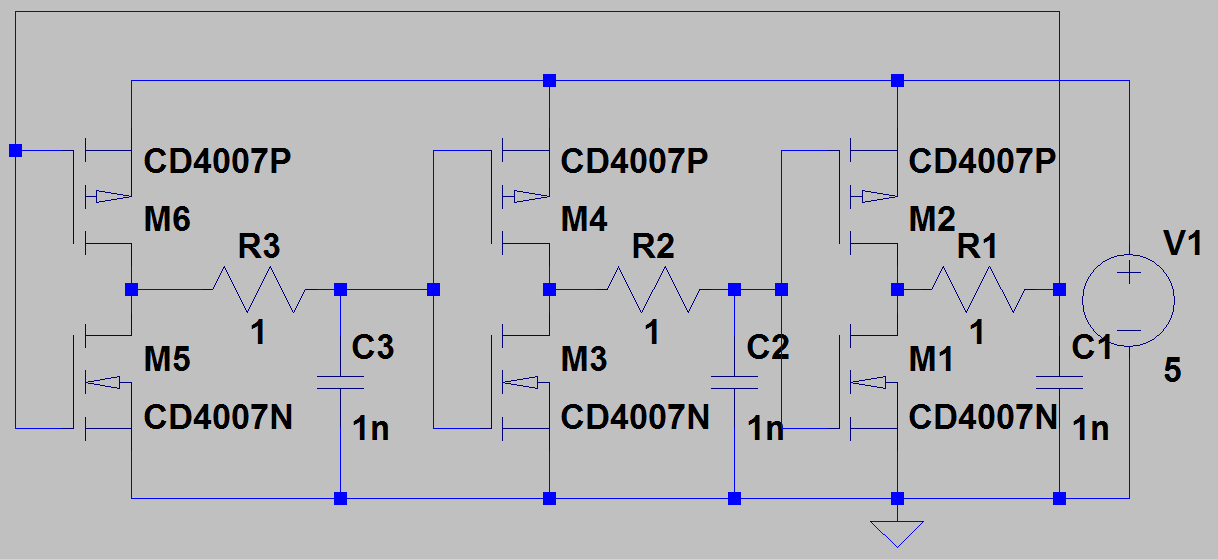 CD4007P
M6
R3
1
CD4007P
M4
R2
1
CD4007P
M2
R1
1
V1
5
M5
CD4007N
C3
1n
M3
CD4007N
C2
1n
M1
CD4007N
C1
1n